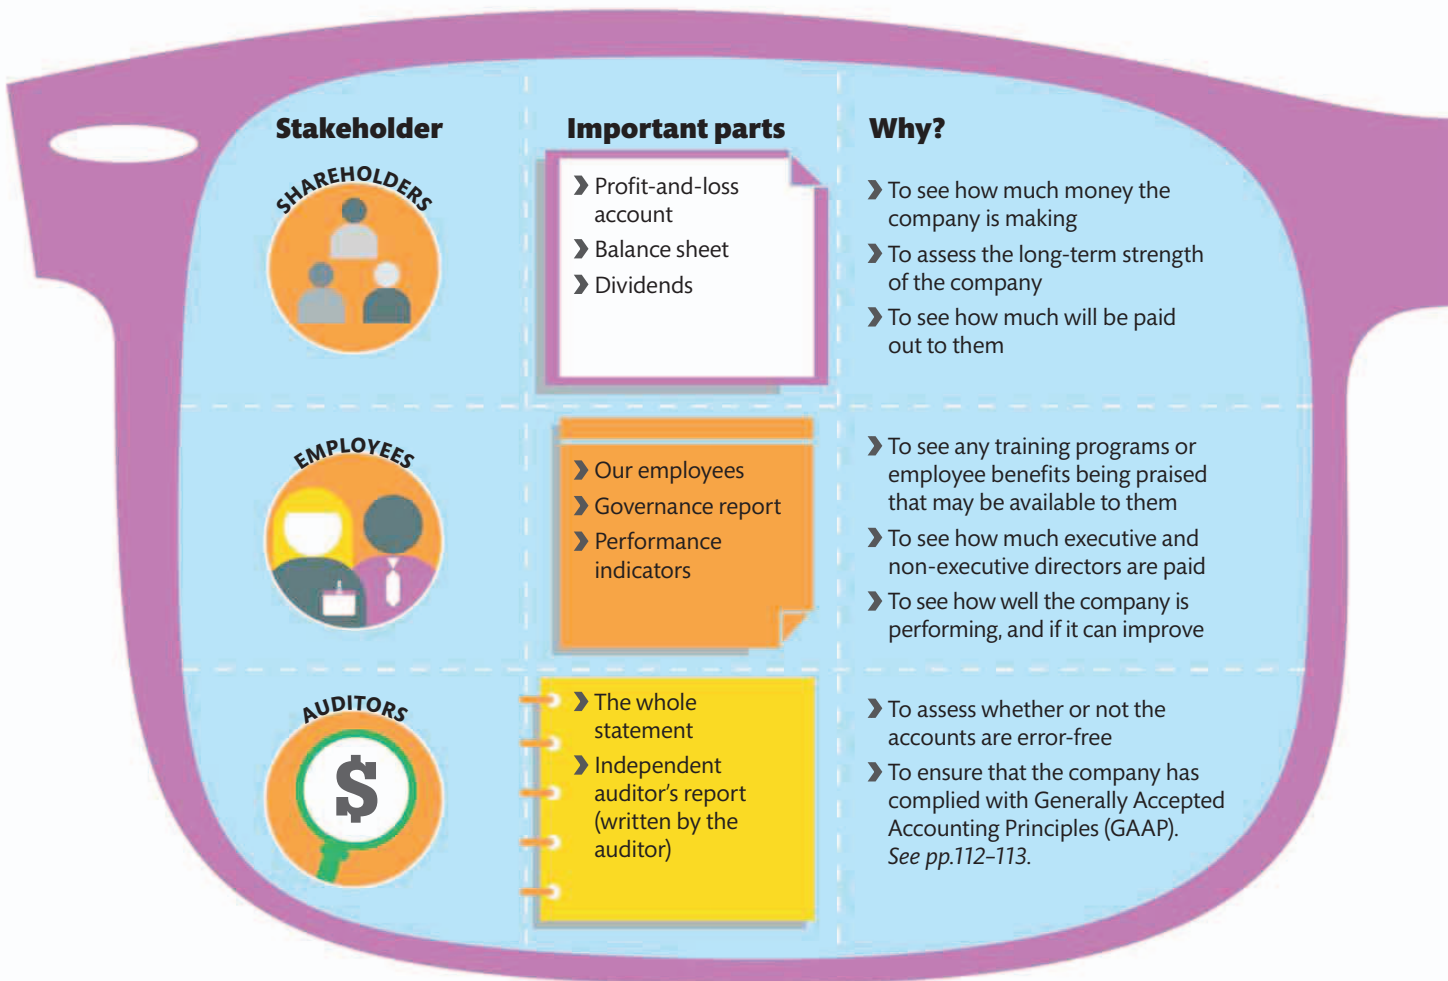 Stakeholder
Important parts
Why?
SHAREHOLDERS
❯ Profit-and-loss
account
❯ Balance sheet
❯ Dividends
❯ To see how much money the
company is making
❯ To assess the long-term strength
of the company
❯ To see how much will be paid
out to them
EMPLOYEES
❯ Our employees
❯ Governance report
❯ Performance
indicators
❯ To see any training programs or
employee benefits being praised
that may be available to them
❯ To see how much executive and
non-executive directors are paid
❯ To see how well the company is
performing, and if it can improve
AUDITORS
$
❯ The whole
statement
❯ Independent
auditor’s report
(written by the
auditor)
❯ To assess whether or not the
accounts are error-free
❯ To ensure that the company has
complied with Generally Accepted
Accounting Principles (GAAP).
See pp.112–113.